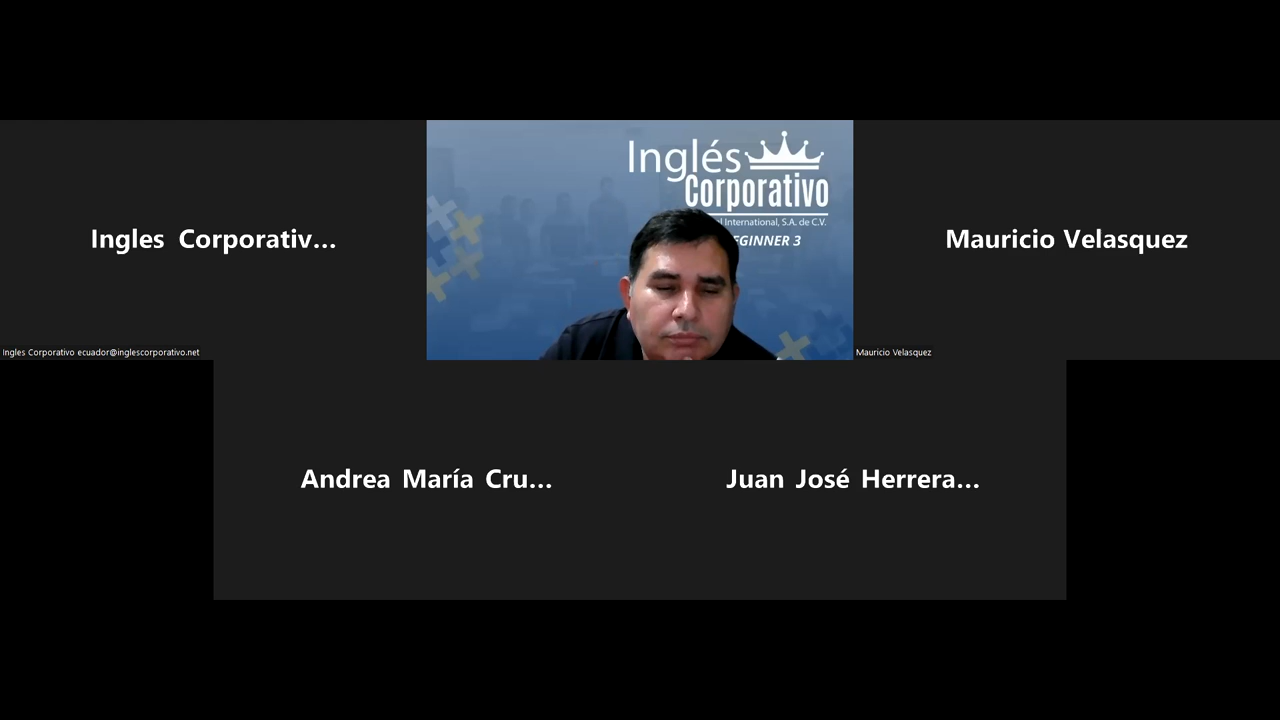 Ingles Corporativ...
Ingles Corporativo ecuador@inglescorporativo.net
Inglés
Corporativo
l International, S.A. de C.V.
EGINNER 3
Mauricio Velasquez
Mauricio Velasquez
Andrea María Cru...
Juan José Herrera...